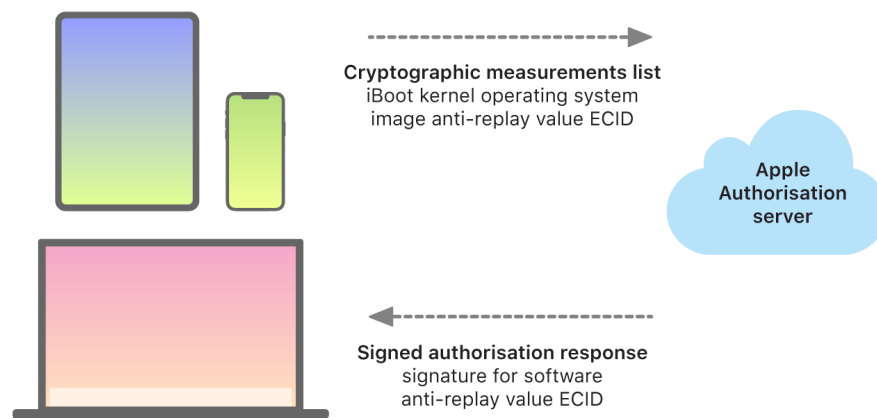 Cryptographic measurements list
iBoot kernel operating system
image anti-replay value ECID
Apple
Authorisation
server
Signed authorisation response
signature for software
anti-replay value ECID